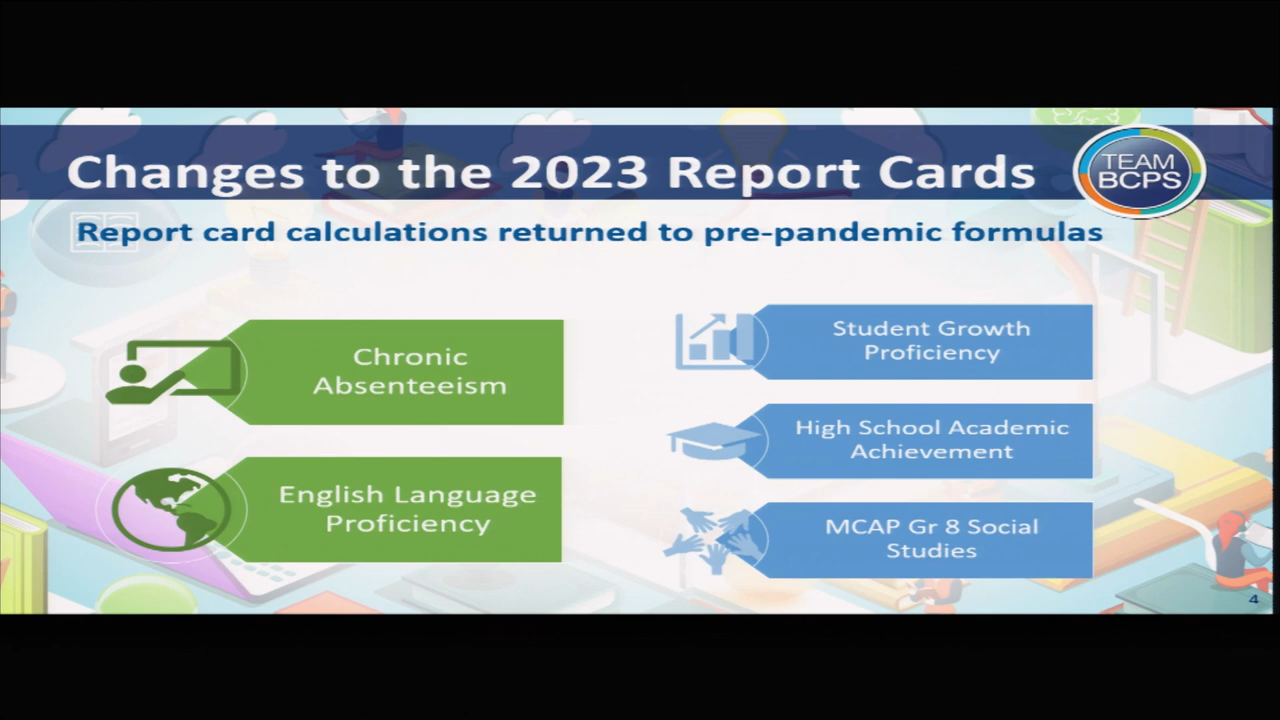 Changes to the 2023 Report Cards
TEAM
BCPS
Report card calculations returned to pre-pandemic formulas
Chronic
Absenteeism
English Language
Proficiency
Student Growth
Proficiency
High School Academic
Achievement
MCAP Gr 8 Social
Studies
4